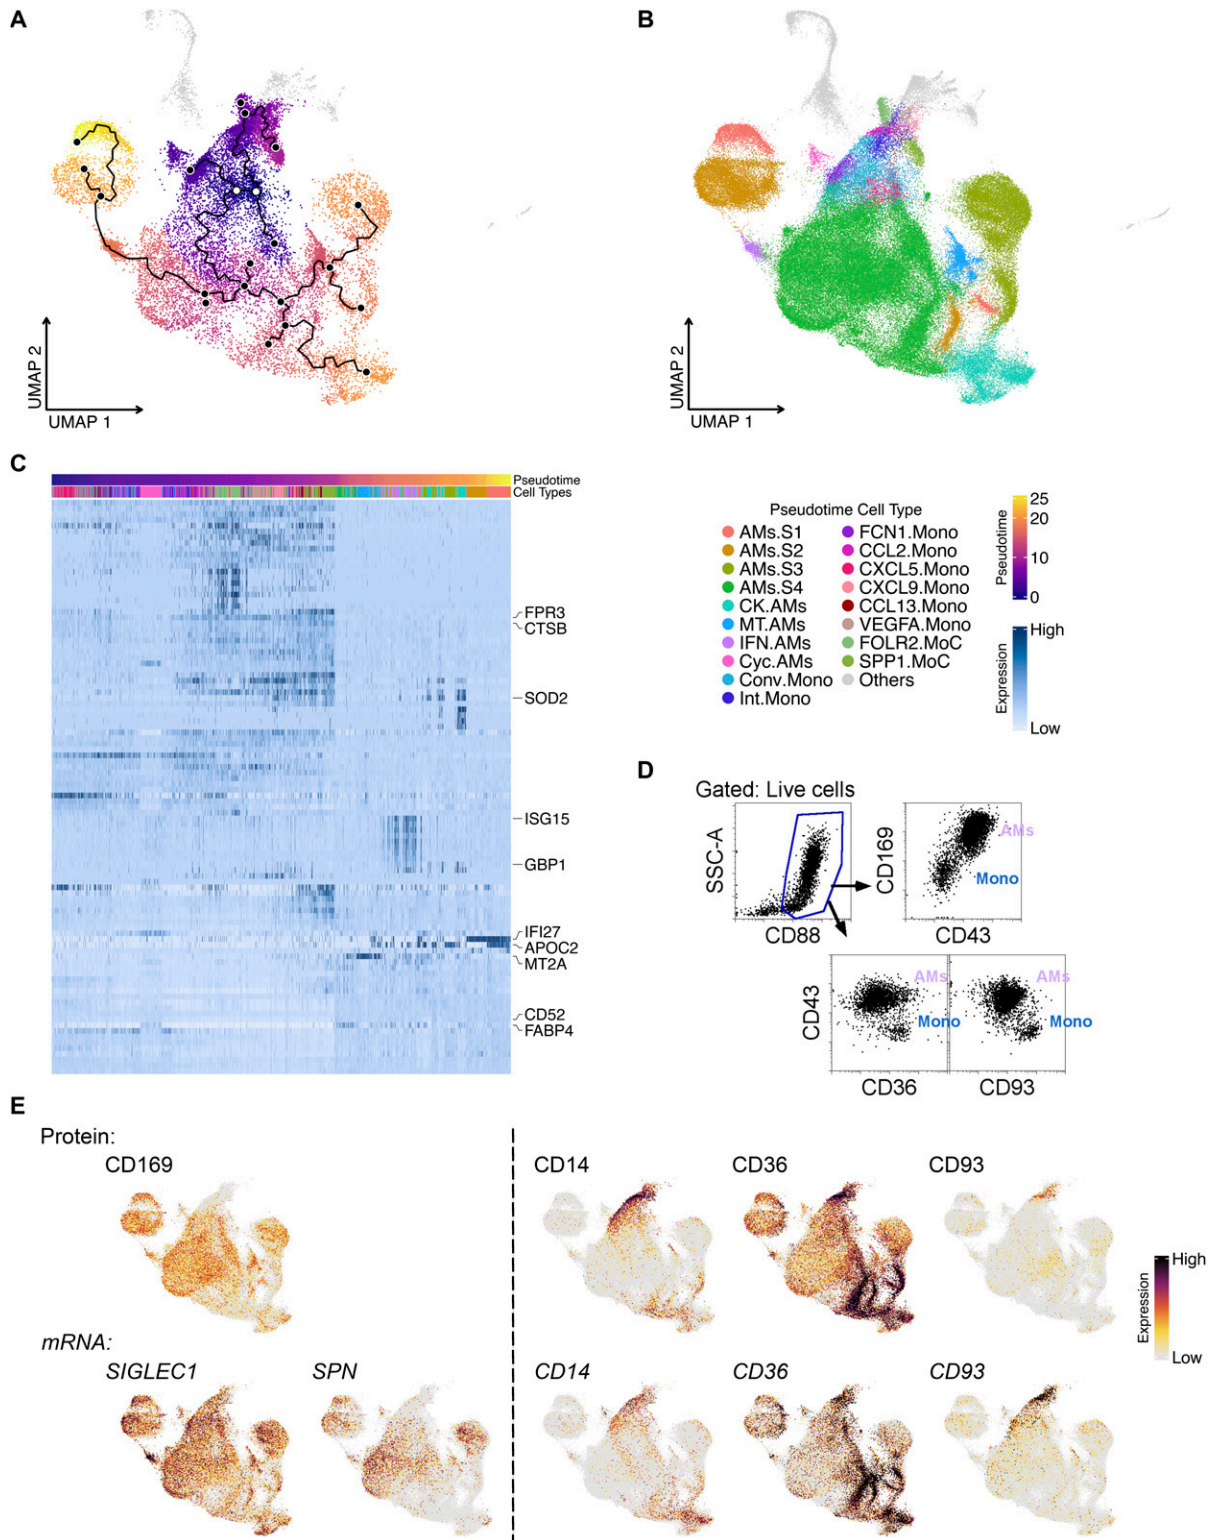 A
B
UMAP 2
UMAP 1
UMAP 2
UMAP 1
C
Pseudotime
Cell Types
FPR3
CTSB
SOD2
ISG15
GBP1
IFI27
APOC2
MT2A
CD52
FABP4
Pseudotime Cell Type
AMs.S1
AMs.S2
AMs.S3
AMs.S4
CK.AMs
MT.AMs
IFN.AMs
Cyc.AMs
Conv.Mono
Int.Mono
FCN1.Mono
CCL2.Mono
CXCL5.Mono
CXCL9.Mono
CCL13.Mono
VEGFA.Mono
FOLR2.MoC
SPP1.MoC
Others
Pseudotime
25
20
10
0
Expression
High
Low
D
Gated: Live cells
SSC-A
CD88
CD169
AMs
Mono
CD43
CD43
AMs
Mono
CD36
AMs
Mono
CD93
E
Protein:
CD169
CD14
CD36
CD93
mRNA:
SIGLEC1
SPN
CD14
CD36
CD93
Expression
High
Low